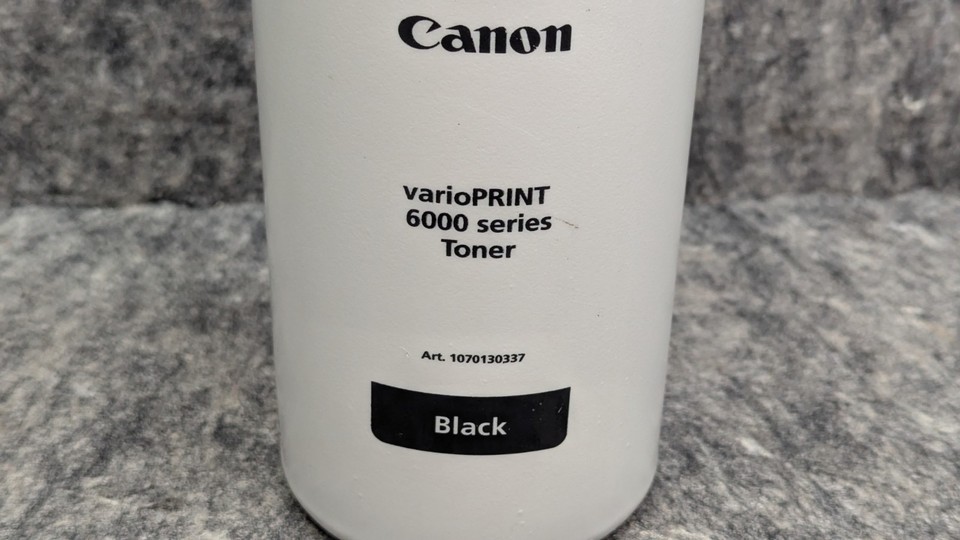 Canon
varioPRINT
6000 series
Toner
Art. 1070130337
Black